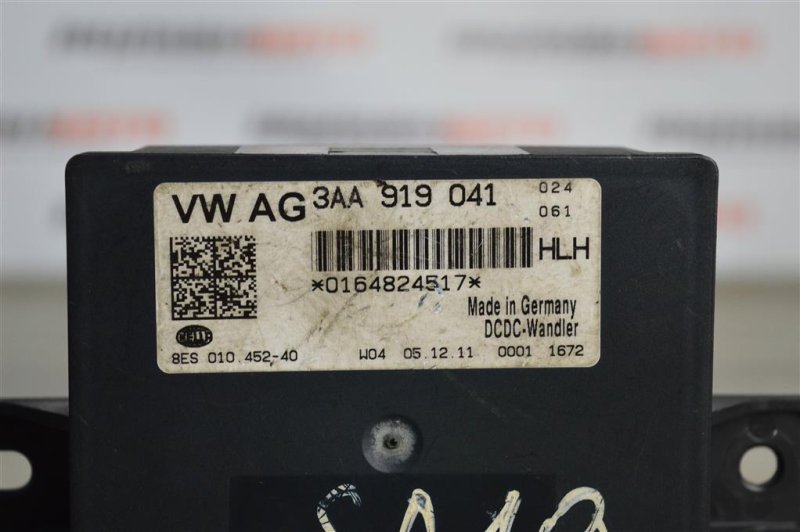 VW AG 3AA 919 041 024
061
HLH
*0164824517*
Made in Germany
DCDC-Wandler
HELLA
8ES 010.452-40 W04 05.12.11 0001 1672